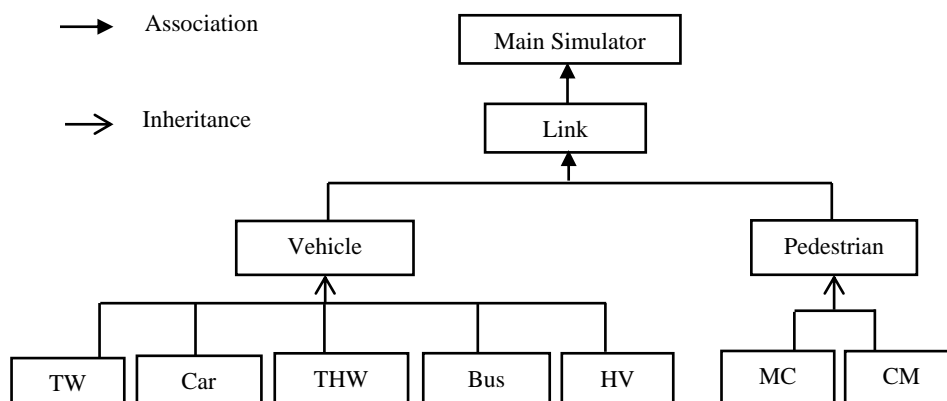 Association
Main Simulator
Inheritance
Link
Vehicle
Pedestrian
TW
Car
THW
Bus
HV
MC
CM